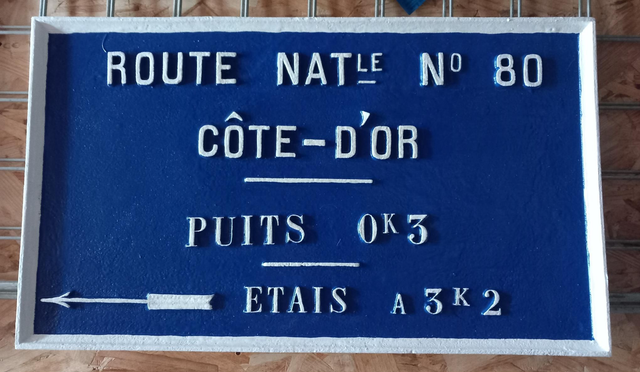 ROUTE NATLE NO 80
CÔTE-D'OR
PUITS 0K3
ETAIS A 3K2